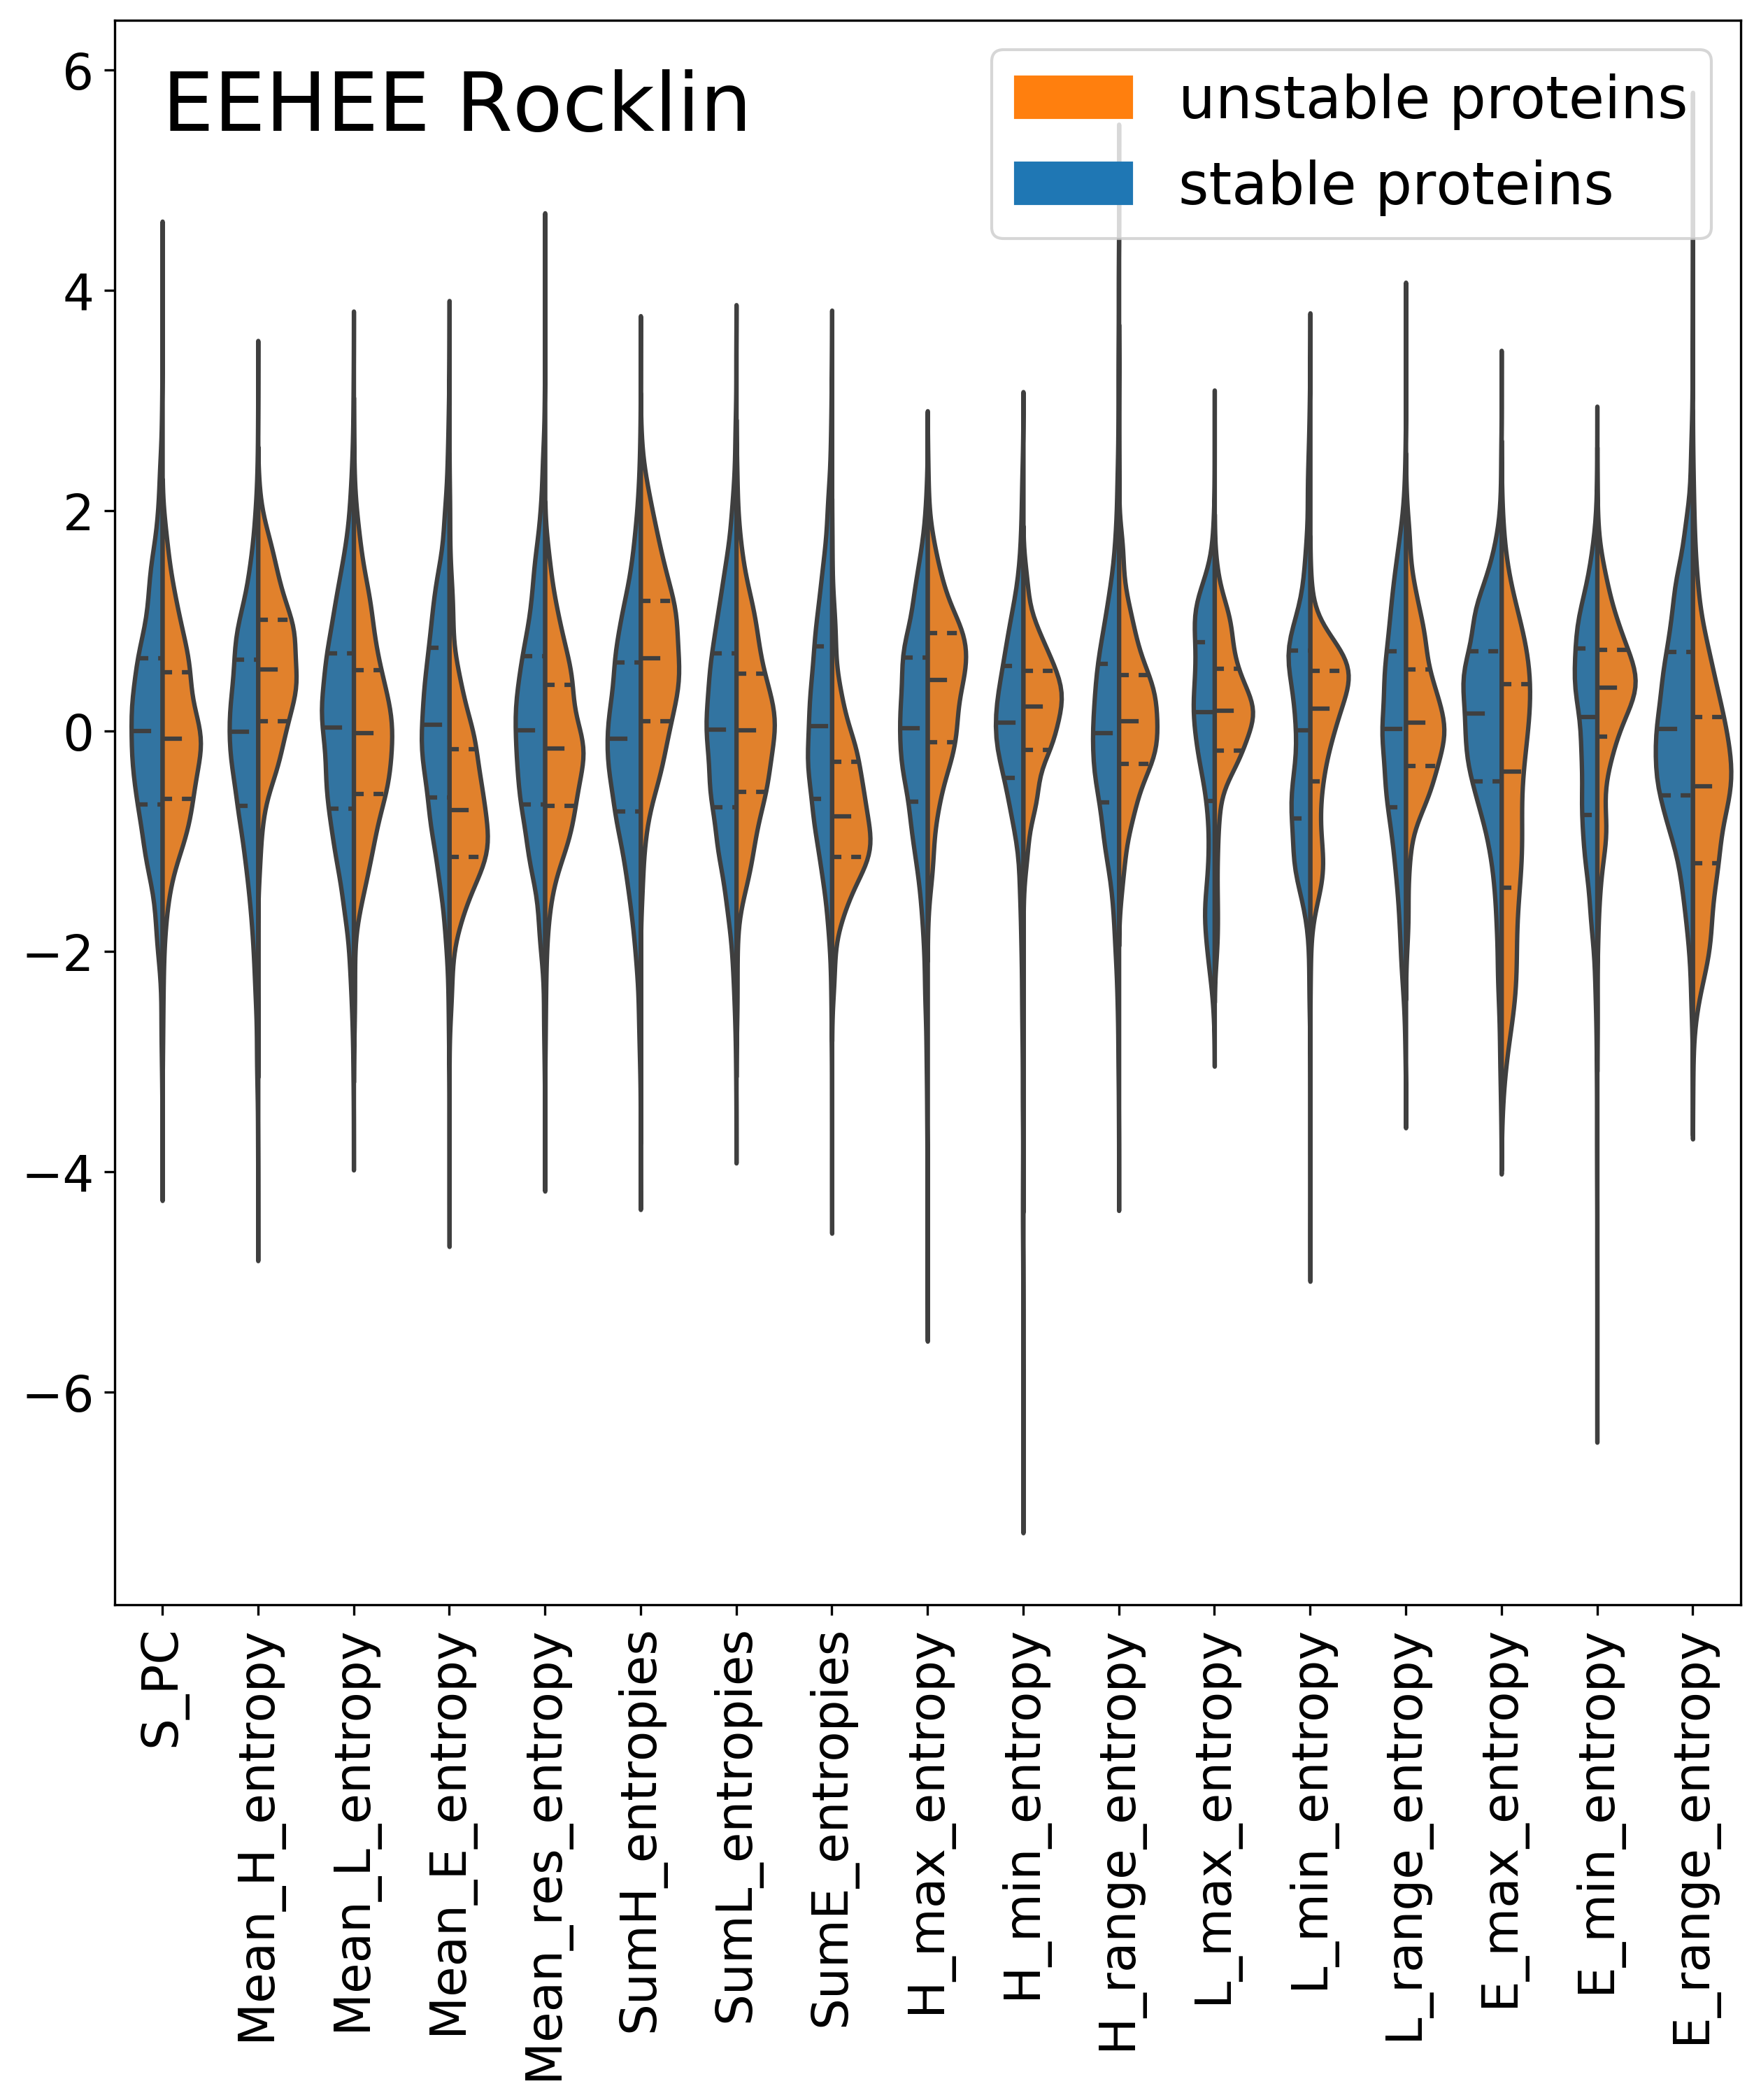 EEHEE Rocklin
unstable proteins
stable proteins
6
4
2
0
−2
−4
−6
S_PC
Mean_H_entropy
Mean_L_entropy
Mean_E_entropy
Mean_res_entropy
SumH_entropies
SumL_entropies
SumE_entropies
H_max_entropy
H_min_entropy
H_range_entropy
L_max_entropy
L_min_entropy
L_range_entropy
E_max_entropy
E_min_entropy
E_range_entropy